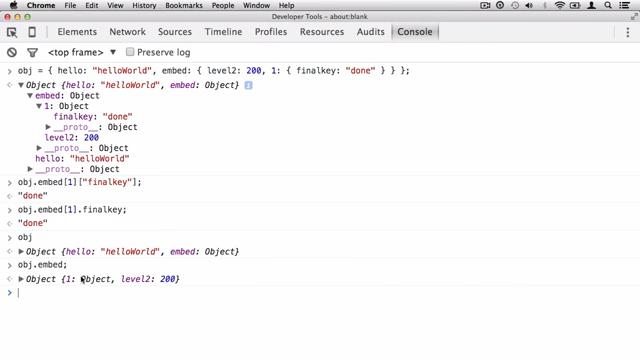 Chrome File Edit View History Bookmarks People Window Help
Developer Tools - about:blank
Elements Network Sources Timeline Profiles Resources Audits Console
<top frame> Preserve log
obj = { hello: "helloWorld", embed: { level2: 200, 1: { finalkey: "done" } } };
Object {hello: "helloWorld", embed: Object}
embed: Object
1: Object
finalkey: "done"
__proto__: Object
level2: 200
__proto__: Object
hello: "helloWorld"
__proto__: Object
obj.embed[1]["finalkey"];
"done"
obj.embed[1].finalkey;
"done"
obj
Object {hello: "helloWorld", embed: Object}
obj.embed;
Object {1: Object, level2: 200}